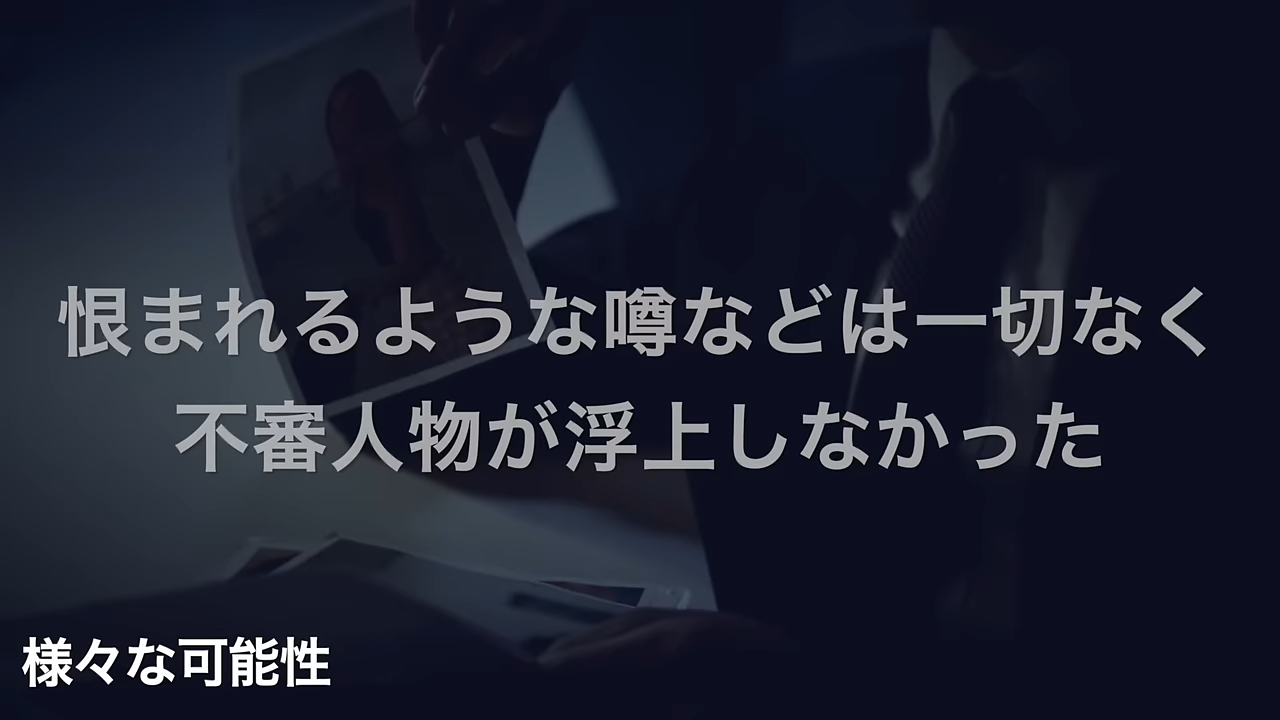 恨まれるような噂などは一切なく
不審人物が浮上しなかった
様々な可能性